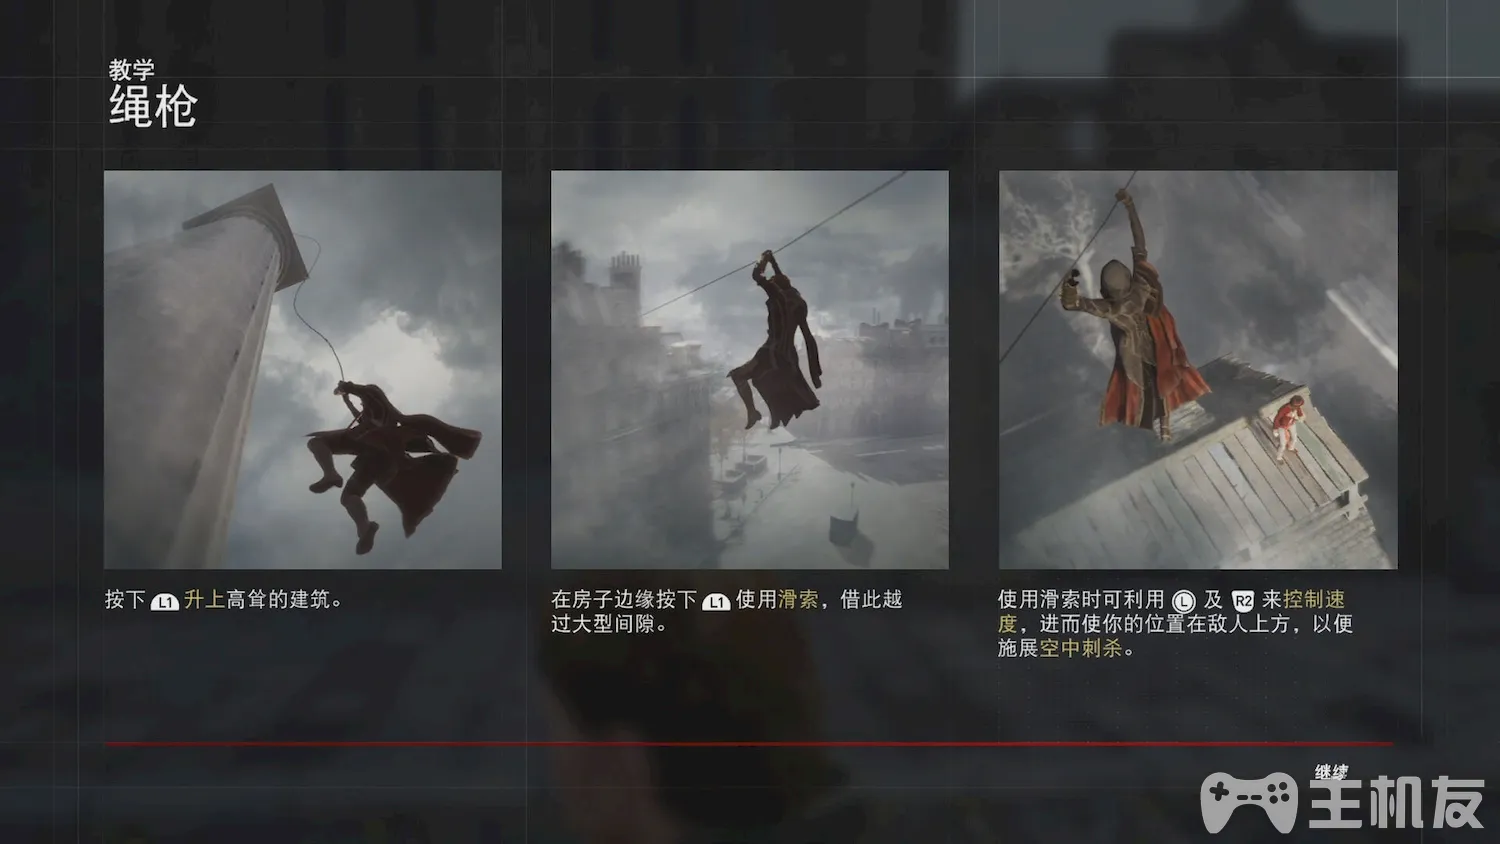 教学
绳枪
按下 L1 升上高耸的建筑。
在房子边缘按下 L1 使用滑索，借此越
过大型间隙。
使用滑索时可利用 L 及 R2 来控制速
度，进而使你的位置在敌人上方，以便
施展空中刺杀。
继续
主机友